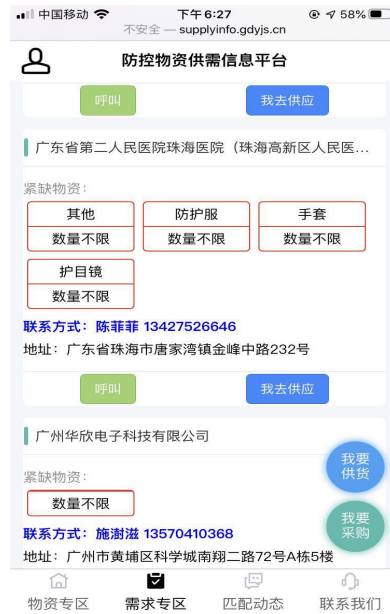 中国移动 下午6:27 58%
不安全 — supplyinfo.gdyjs.cn
防控物资供需信息平台
呼叫 我去供应
广东省第二人民医院珠海医院（珠海高新区人民医...
紧缺物资：
其他 防护服 手套
数量不限 数量不限 数量不限
护目镜
数量不限
联系方式：陈菲菲 13427526646
地址：广东省珠海市唐家湾镇金峰中路232号
呼叫 我去供应
广州华欣电子科技有限公司
我要
供货
紧缺物资：
数量不限
我要
采购
联系方式：施澍滋 13570410368
地址：广州市黄埔区科学城南翔二路72号A栋5楼
物资专区 需求专区 匹配动态 联系我们